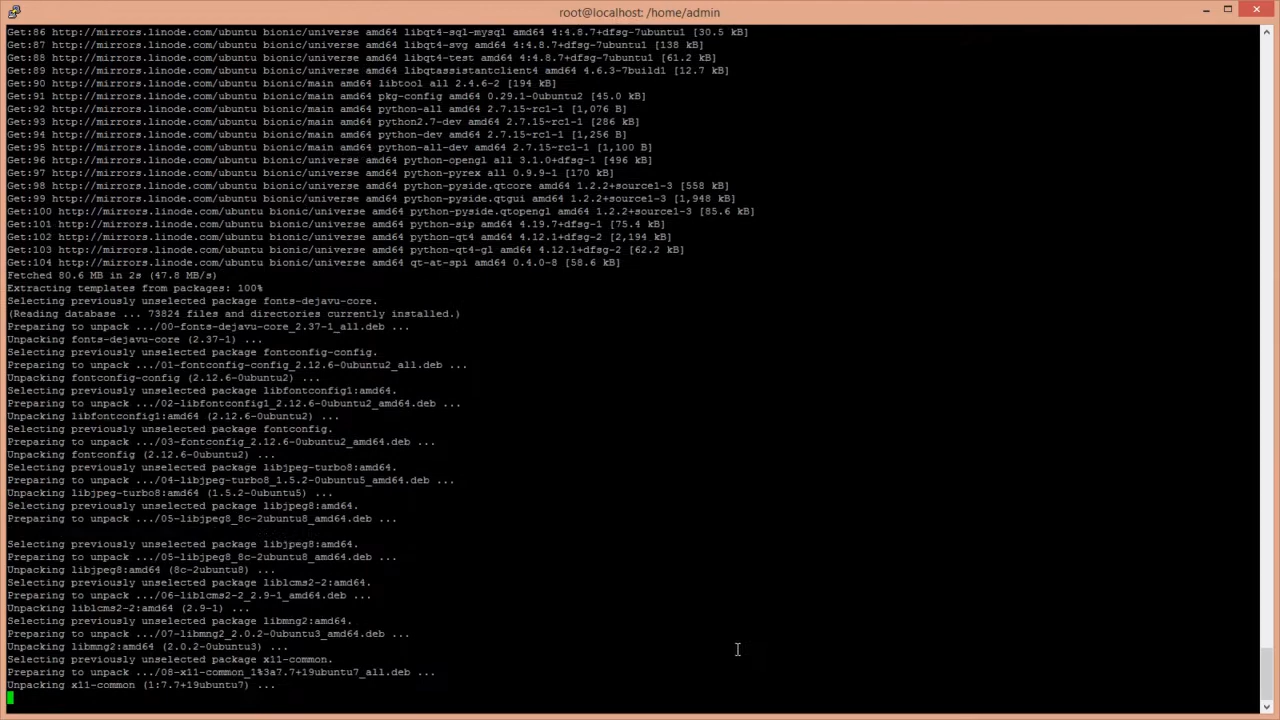 root@localhost: /home/admin
Get:86 http://mirrors.linode.com/ubuntu bionic/universe amd64 libqt4-sql-mysql amd64 4:4.8.7+dfsg-7ubuntu1 [30.5 kB]
Get:87 http://mirrors.linode.com/ubuntu bionic/universe amd64 libqt4-svg amd64 4:4.8.7+dfsg-7ubuntu1 [138 kB]
Get:88 http://mirrors.linode.com/ubuntu bionic/universe amd64 libqt4-test amd64 4:4.8.7+dfsg-7ubuntu1 [61.2 kB]
Get:89 http://mirrors.linode.com/ubuntu bionic/universe amd64 libqtassistantclient4 amd64 4.6.3-7build1 [12.7 kB]
Get:90 http://mirrors.linode.com/ubuntu bionic/main amd64 libtool all 2.4.6-2 [194 kB]
Get:91 http://mirrors.linode.com/ubuntu bionic/main amd64 pkg-config amd64 0.29.1-0ubuntu2 [45.0 kB]
Get:92 http://mirrors.linode.com/ubuntu bionic/main amd64 python-all amd64 2.7.15~rc1-1 [1,076 B]
Get:93 http://mirrors.linode.com/ubuntu bionic/main amd64 python2.7-dev amd64 2.7.15~rc1-1 [286 kB]
Get:94 http://mirrors.linode.com/ubuntu bionic/main amd64 python-dev amd64 2.7.15~rc1-1 [1,256 B]
Get:95 http://mirrors.linode.com/ubuntu bionic/main amd64 python-all-dev amd64 2.7.15~rc1-1 [1,100 B]
Get:96 http://mirrors.linode.com/ubuntu bionic/universe amd64 python-opengl all 3.1.0+dfsg-1 [496 kB]
Get:97 http://mirrors.linode.com/ubuntu bionic/universe amd64 python-pyrex all 0.9.9-1 [170 kB]
Get:98 http://mirrors.linode.com/ubuntu bionic/universe amd64 python-pyside.qtcore amd64 1.2.2+source1-3 [558 kB]
Get:99 http://mirrors.linode.com/ubuntu bionic/universe amd64 python-pyside.qtgui amd64 1.2.2+source1-3 [1,948 kB]
Get:100 http://mirrors.linode.com/ubuntu bionic/universe amd64 python-pyside.qtopengl amd64 1.2.2+source1-3 [85.6 kB]
Get:101 http://mirrors.linode.com/ubuntu bionic/universe amd64 python-sip amd64 4.19.7+dfsg-1 [75.4 kB]
Get:102 http://mirrors.linode.com/ubuntu bionic/universe amd64 python-qt4 amd64 4.12.1+dfsg-2 [2,194 kB]
Get:103 http://mirrors.linode.com/ubuntu bionic/universe amd64 python-qt4-gl amd64 4.12.1+dfsg-2 [62.2 kB]
Get:104 http://mirrors.linode.com/ubuntu bionic/universe amd64 qt-at-spi amd64 0.4.0-8 [58.6 kB]
Fetched 80.6 MB in 2s (47.8 MB/s)
Extracting templates from packages: 100%
Selecting previously unselected package fonts-dejavu-core.
(Reading database ... 73824 files and directories currently installed.)
Preparing to unpack .../00-fonts-dejavu-core_2.37-1_all.deb ...
Unpacking fonts-dejavu-core (2.37-1) ...
Selecting previously unselected package fontconfig-config.
Preparing to unpack .../01-fontconfig-config_2.12.6-0ubuntu2_all.deb ...
Unpacking fontconfig-config (2.12.6-0ubuntu2) ...
Selecting previously unselected package libfontconfig1:amd64.
Preparing to unpack .../02-libfontconfig1_2.12.6-0ubuntu2_amd64.deb ...
Unpacking libfontconfig1:amd64 (2.12.6-0ubuntu2) ...
Selecting previously unselected package fontconfig.
Preparing to unpack .../03-fontconfig_2.12.6-0ubuntu2_amd64.deb ...
Unpacking fontconfig (2.12.6-0ubuntu2) ...
Selecting previously unselected package libjpeg-turbo8:amd64.
Preparing to unpack .../04-libjpeg-turbo8_1.5.2-0ubuntu5_amd64.deb ...
Unpacking libjpeg-turbo8:amd64 (1.5.2-0ubuntu5) ...
Selecting previously unselected package libjpeg8:amd64.
Preparing to unpack .../05-libjpeg8_8c-2ubuntu8_amd64.deb ...
Selecting previously unselected package libjpeg8:amd64.
Preparing to unpack .../05-libjpeg8_8c-2ubuntu8_amd64.deb ...
Unpacking libjpeg8:amd64 (8c-2ubuntu8) ...
Selecting previously unselected package liblcms2-2:amd64.
Preparing to unpack .../06-liblcms2-2_2.9-1_amd64.deb ...
Unpacking liblcms2-2:amd64 (2.9-1) ...
Selecting previously unselected package libmng2:amd64.
Preparing to unpack .../07-libmng2_2.0.2-0ubuntu3_amd64.deb ...
Unpacking libmng2:amd64 (2.0.2-0ubuntu3) ...
Selecting previously unselected package x11-common.
Preparing to unpack .../08-x11-common_1%3a7.7+19ubuntu7_all.deb ...
Unpacking x11-common (1:7.7+19ubuntu7) ...